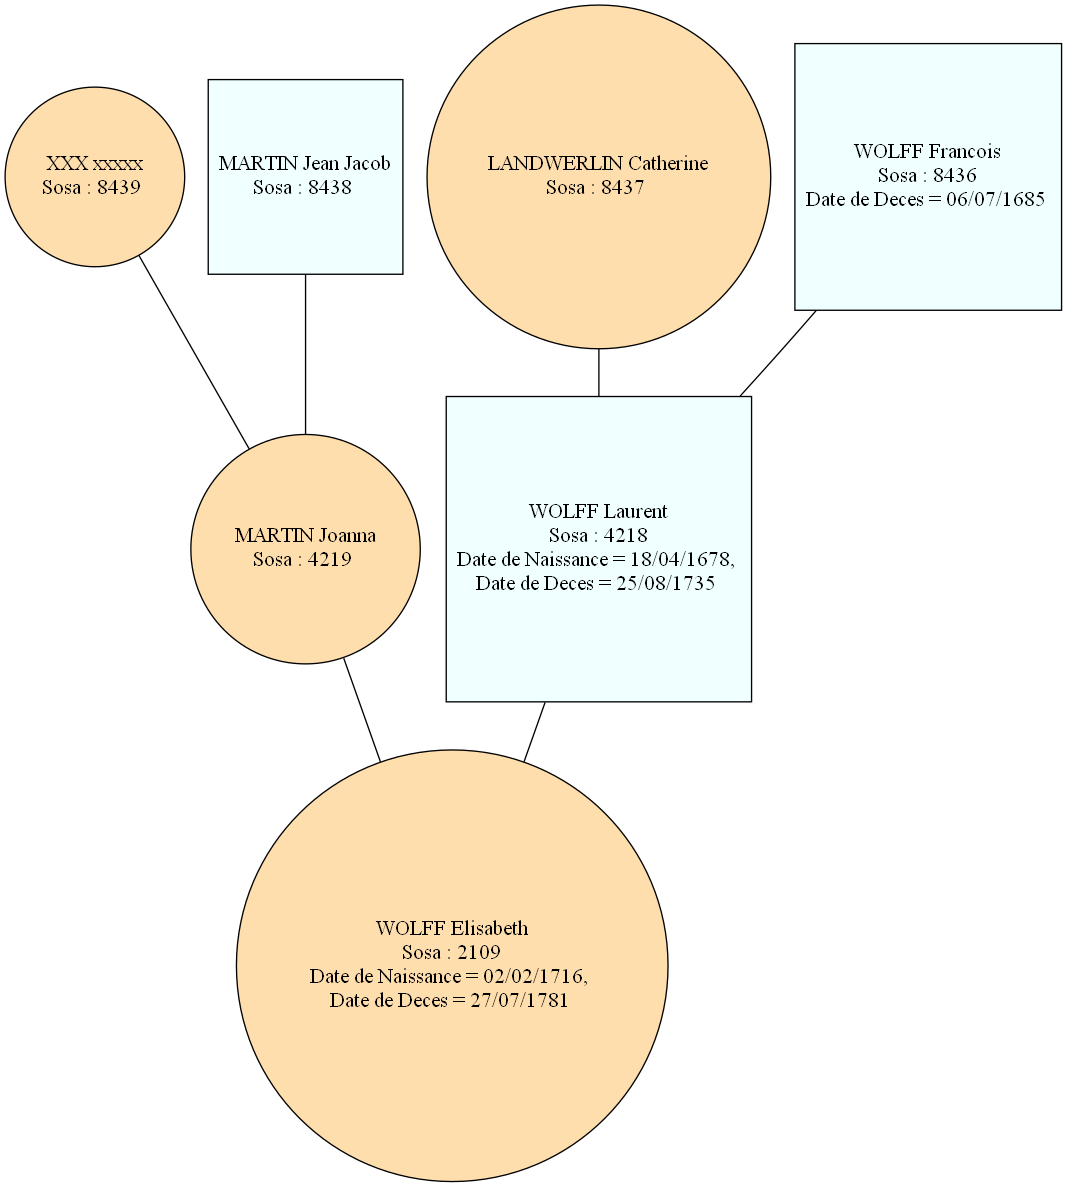 XXX xxxxx
Sosa : 8439
MARTIN Jean Jacob
Sosa : 8438
LANDWERLIN Catherine
Sosa : 8437
WOLFF Francois
Sosa : 8436
Date de Deces = 06/07/1685
MARTIN Joanna
Sosa : 4219
WOLFF Laurent
Sosa : 4218
Date de Naissance = 18/04/1678,
Date de Deces = 25/08/1735
WOLFF Elisabeth
Sosa : 2109
Date de Naissance = 02/02/1716,
Date de Deces = 27/07/1781